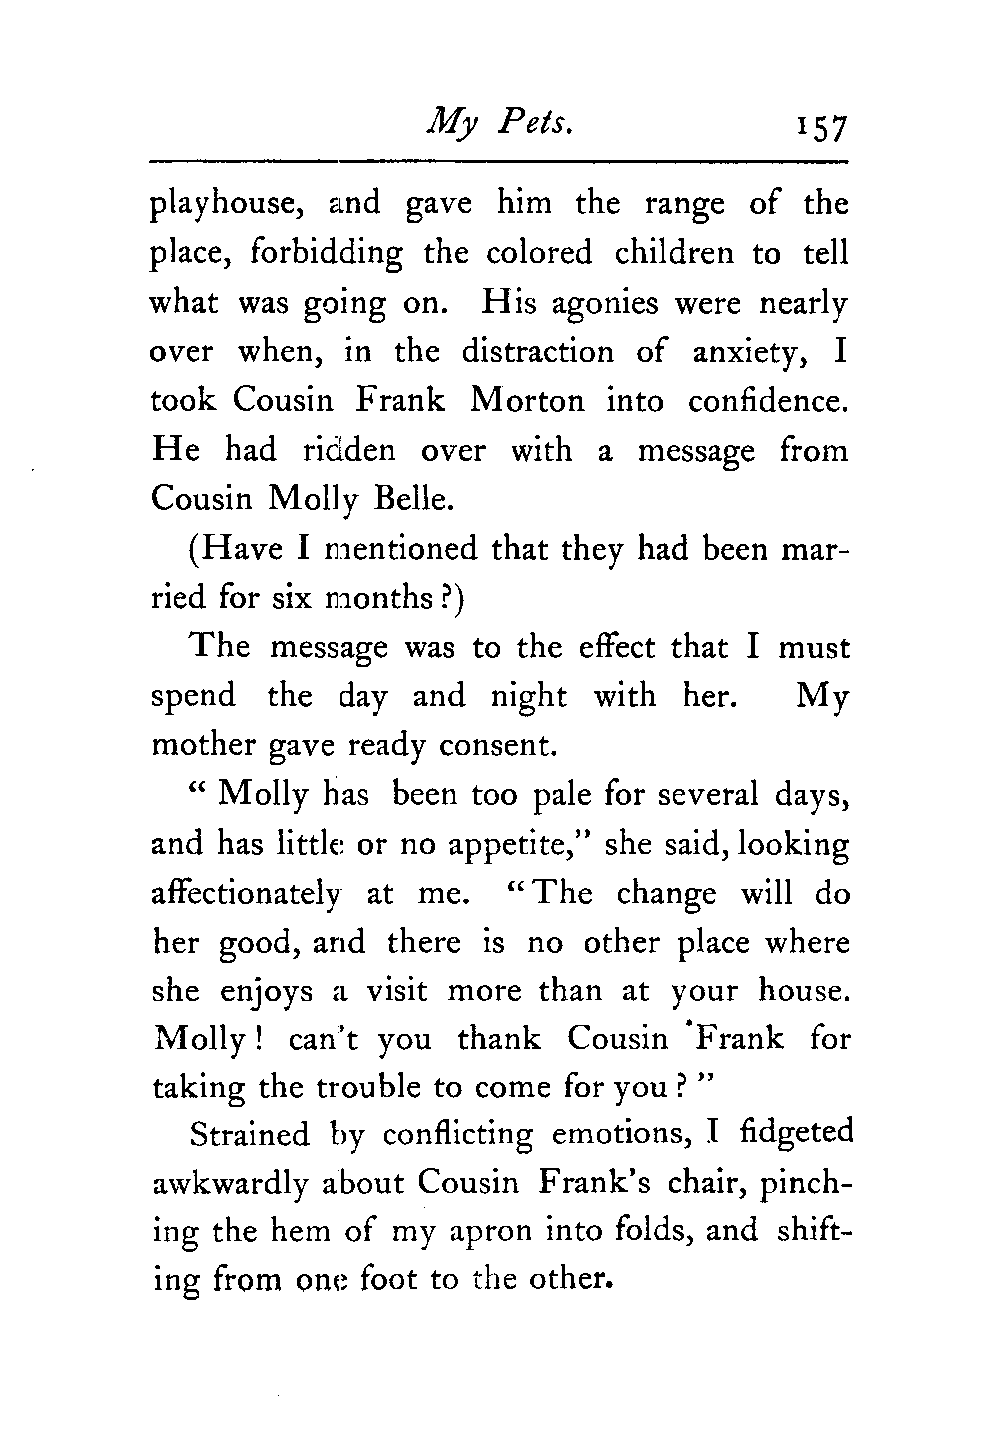 My Pets. 157
playhouse, and gave him the range of the
place, forbidding the colored children to tell
what was going on. His agonies were nearly
over when, in the distraction of anxiety, I
took Cousin Frank Morton into confidence.
He had ridden over with a message from
Cousin Molly Belle.
(Have I mentioned that they had been mar-
ried for six months?)
The message was to the effect that I must
spend the day and night with her. My
mother gave ready consent.
"Molly has been too pale for several days,
and has little or no appetite," she said, looking
affectionately at me. "The change will do
her good, and there is no other place where
she enjoys a visit more than at your house.
Molly! can't you thank Cousin Frank for
taking the trouble to come for you?"
Strained by conflicting emotions, I fidgeted
awkwardly about Cousin Frank's chair, pinch-
ing the hem of my apron into folds, and shift-
ing from one foot to the other.